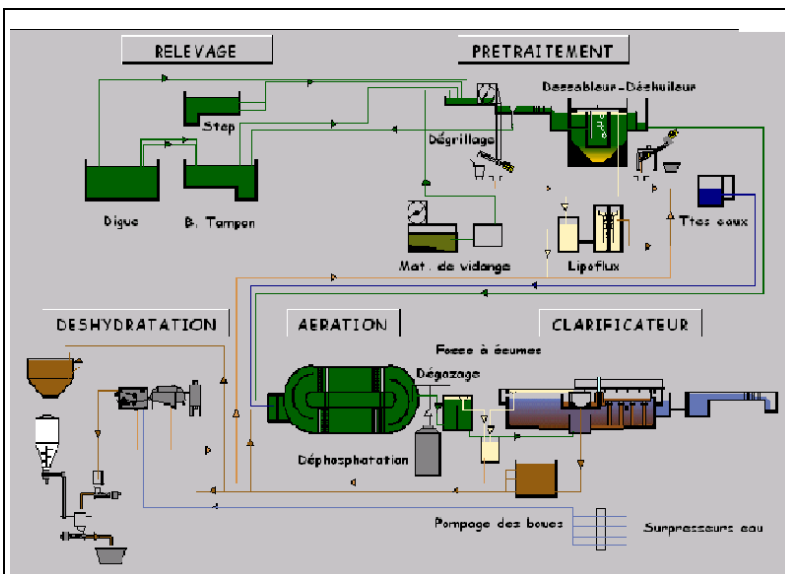 RELEVAGE
PRETRAITEMENT
Dessableur-Déshuileur
Step
Dégrillage
Digue
B. Tampon
Mat. de vidange
Lipoflux
Ttes eaux
DESHYDRATATION
AERATION
CLARIFICATEUR
Fosse à écumes
Dégazage
Déphosphatation
Pompage des boues
Surpresseurs eau